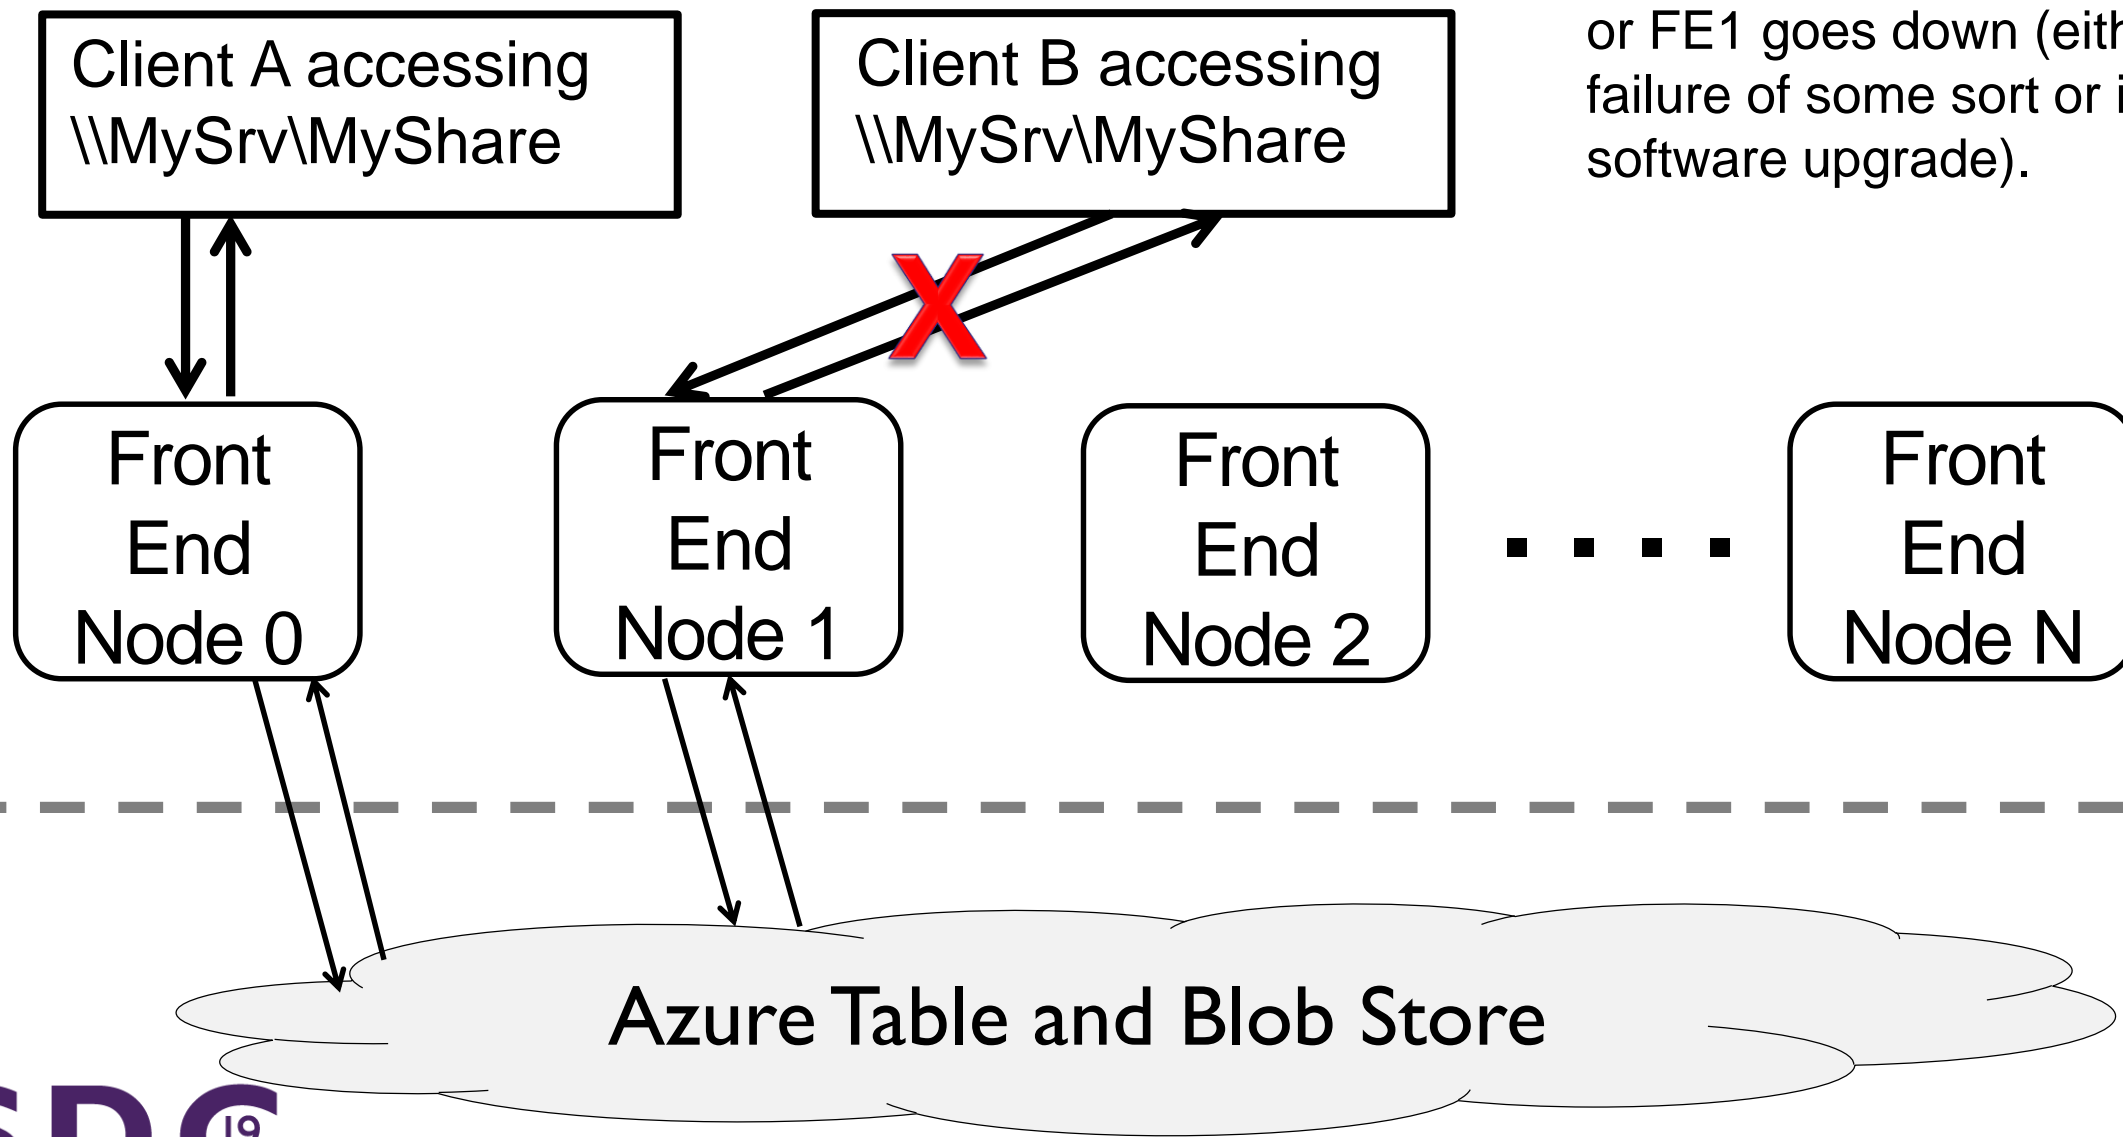 Client A accessing
\\MySrv\MyShare
Client B accessing
\\MySrv\MyShare
or FE1 goes down
failure of some sort or
software upgrade).
X
Front
End
Node 0
Front
End
Node 1
Front
End
Node 2
Front
End
Node N
Azure Table and Blob Store
SDC
19